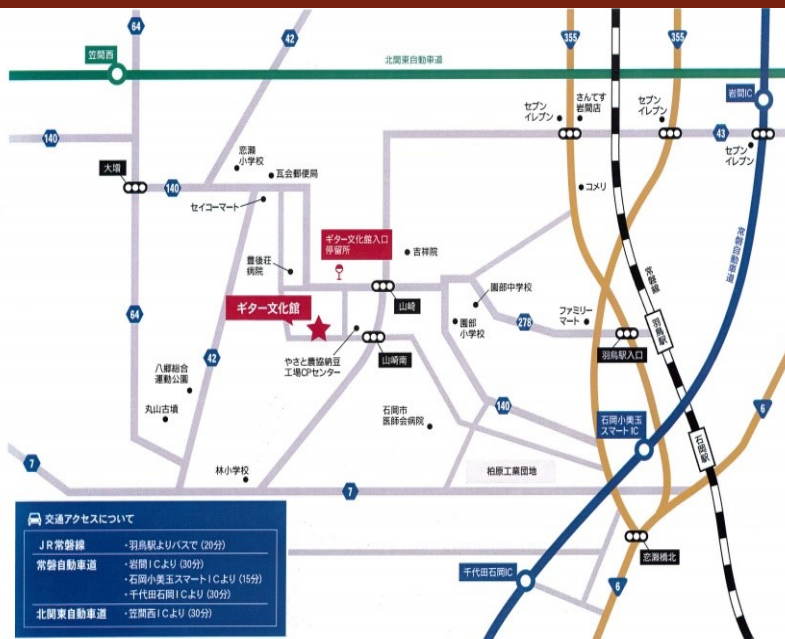 64
42
355
355
笠間西
北関東自動車道
岩間IC
セブン
イレブン
さんてす
岩間店
セブン
イレブン
43
セブン
イレブン
140
恋瀬
小学校
瓦会郵便局
大増
140
セイコーマート
コメリ
ギター文化館入口
停留所
吉祥院
常磐自動車道
豊後荘
病院
常磐線
山崎
園部中学校
ギター文化館
64
園部
小学校
278
ファミリー
マート
羽鳥駅
羽鳥駅入口
42
やさと農協納豆
工場CPセンター
山崎南
八郷総合
運動公園
丸山古墳
石岡市
医師会病院
140
石岡小美玉
スマートIC
6
石岡駅
7
林小学校
柏原工業団地
7
交通アクセスについて
JR常磐線
・羽鳥駅よりバスで (20分)
常磐自動車道
・岩間ICより (30分)
・石岡小美玉スマートICより (15分)
・千代田石岡ICより (30分)
北関東自動車道
・笠間西ICより (30分)
恋瀬橋北
千代田石岡IC
6